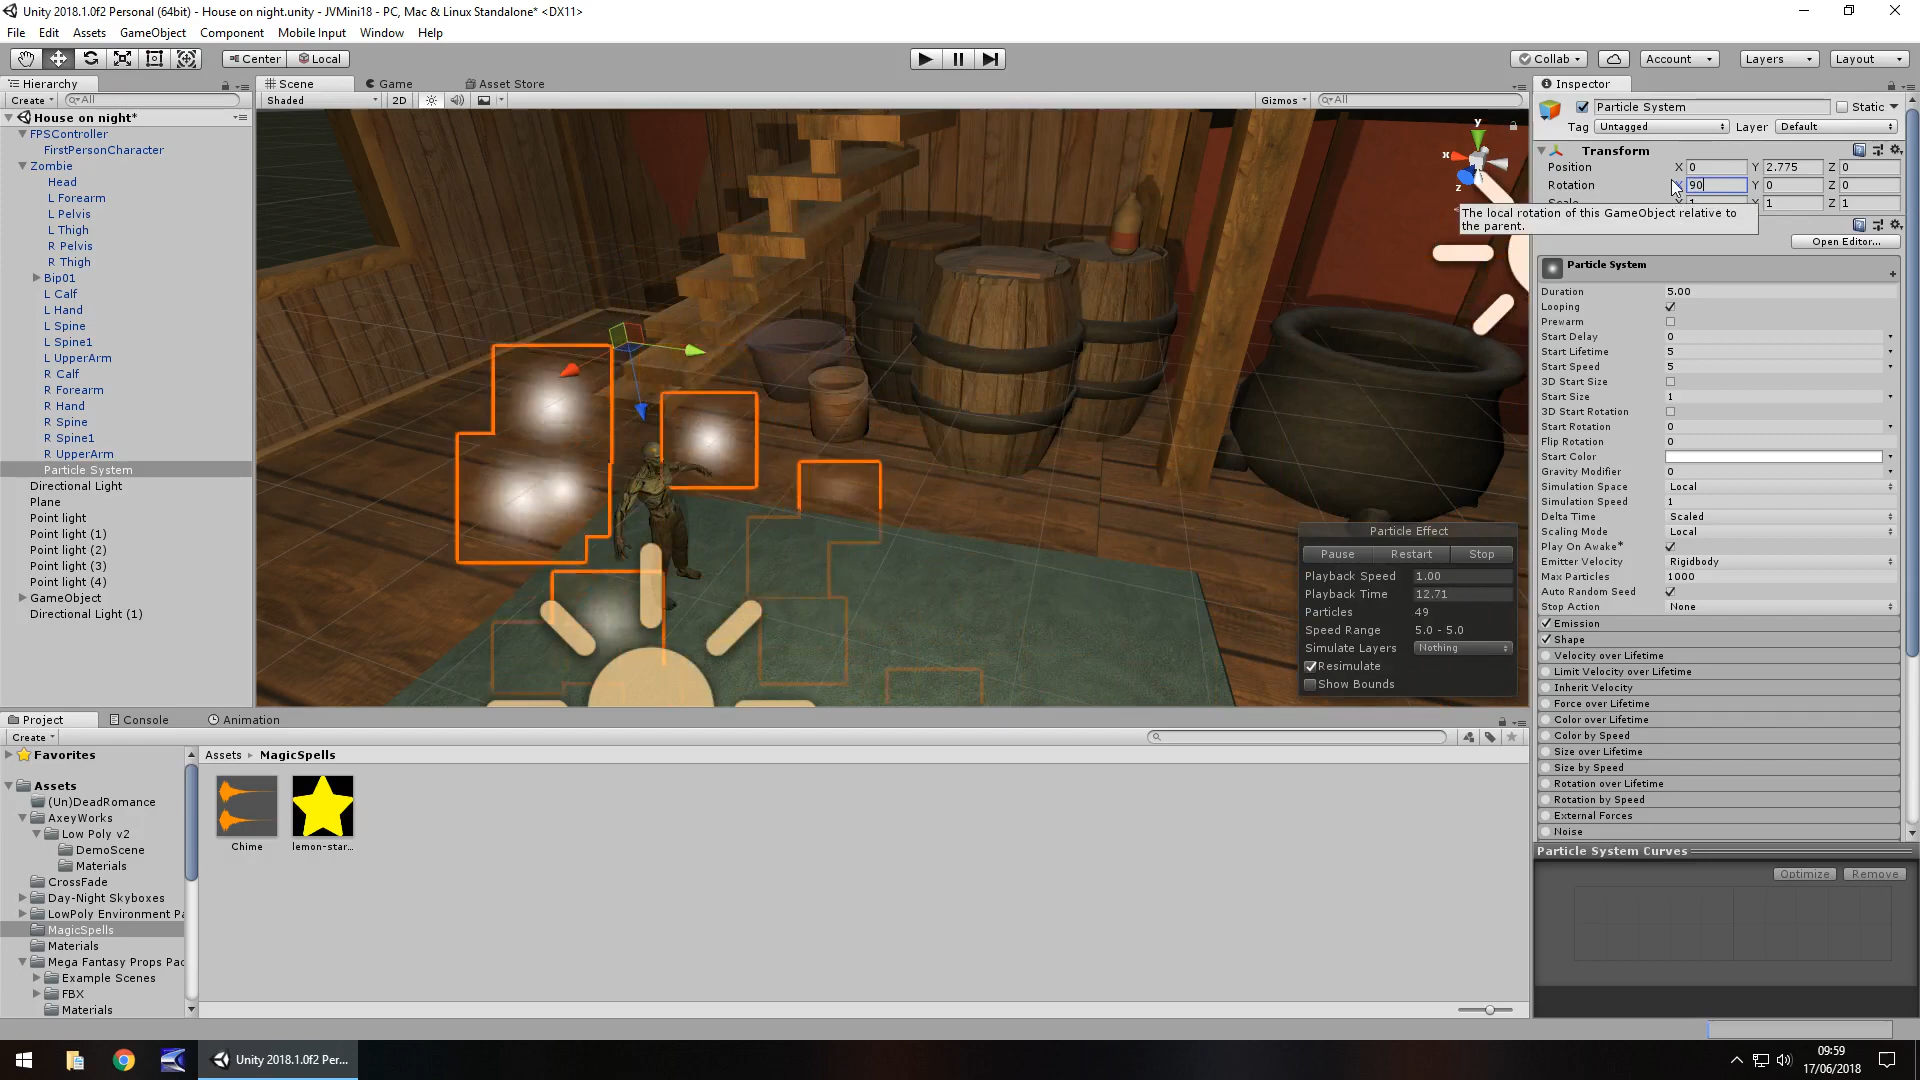 Unity 2018.1.0f2 Personal (64bit) - House on night.unity - JVMini18 - PC, Mac & Linux Standalone* <DX11>
File Edit Assets GameObject Component Mobile Input Window Help
Center Local
Collab Account Layers Layout
Hierarchy
Create All
House on night*
FPSController
FirstPersonCharacter
Zombie
Head
L Forearm
L Pelvis
L Thigh
R Pelvis
R Thigh
Bip01
L Calf
L Hand
L Spine
L Spine1
L UpperArm
R Calf
R Forearm
R Hand
R Spine
R Spine1
R UpperArm
Particle System
Directional Light
Plane
Point light
Point light (1)
Point light (2)
Point light (3)
Point light (4)
GameObject
Directional Light (1)
Scene Game Asset Store
Shaded 2D Gizmos All
y
x
z
Particle Effect
Pause Restart Stop
Playback Speed 1.00
Playback Time 12.71
Particles 49
Speed Range 5.0 - 5.0
Simulate Layers Nothing
Resimulate
Show Bounds
Inspector
Particle System Static
Tag Untagged Layer Default
Transform
Position X 0 Y 2.775 Z 0
Rotation X 90 Y 0 Z 0
Scale X 1 Y 1 Z 1
The local rotation of this GameObject relative to
the parent.
Open Editor...
Particle System
Duration 5.00
Looping
Prewarm
Start Delay 0
Start Lifetime 5
Start Speed 5
3D Start Size
Start Size 1
3D Start Rotation
Start Rotation 0
Flip Rotation 0
Start Color
Gravity Modifier 0
Simulation Space Local
Simulation Speed 1
Delta Time Scaled
Scaling Mode Local
Play On Awake*
Emitter Velocity Rigidbody
Max Particles 1000
Auto Random Seed
Stop Action None
Emission
Shape
Velocity over Lifetime
Limit Velocity over Lifetime
Inherit Velocity
Force over Lifetime
Color over Lifetime
Color by Speed
Size over Lifetime
Size by Speed
Rotation over Lifetime
Rotation by Speed
External Forces
Noise
Particle System Curves
Optimize Remove
Project Console Animation
Create
Favorites
Assets
(Un)DeadRomance
AxeyWorks
Low Poly v2
DemoScene
Materials
CrossFade
Day-Night Skyboxes
LowPoly Environment Pa
MagicSpells
Materials
Mega Fantasy Props Pac
Example Scenes
FBX
Materials
Assets MagicSpells
Chime lemon-star...
Unity 2018.1.0f2 Per...
09:59
17/06/2018